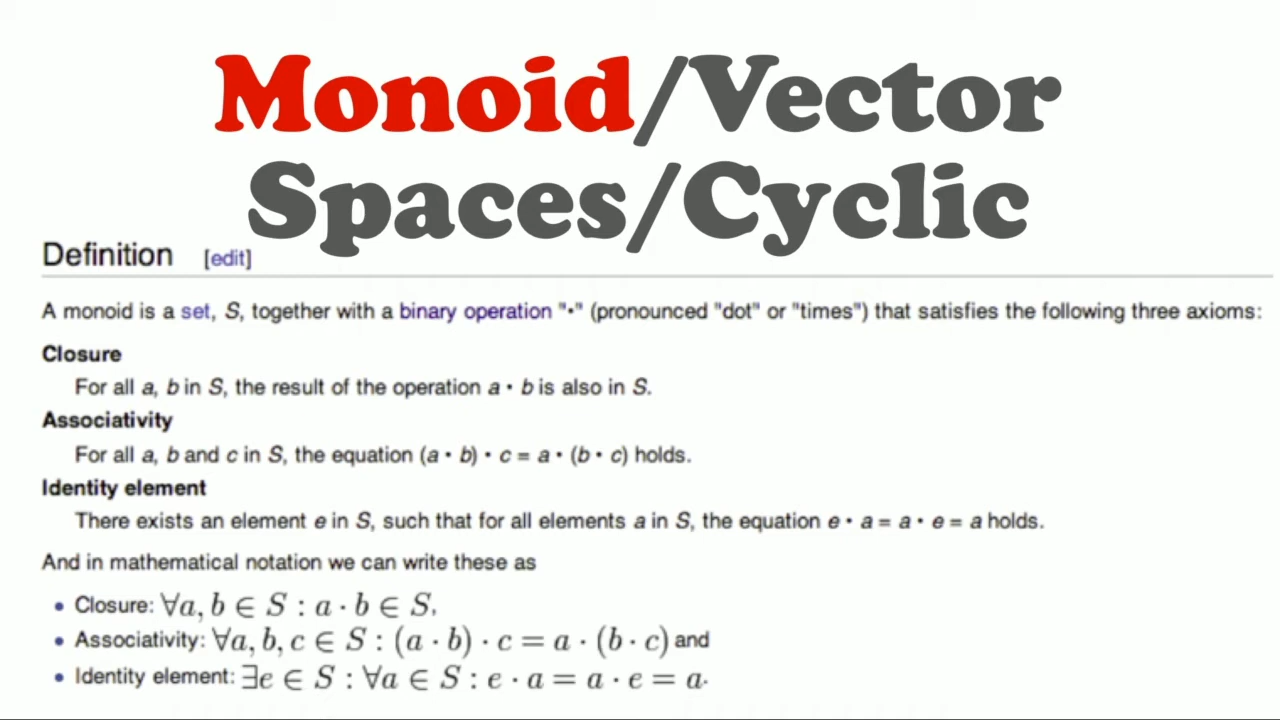 Monoid/Vector
Spaces/Cyclic
Definition [edit]
A monoid is a set, S, together with a binary operation "•" (pronounced "dot" or "times") that satisfies the following three axioms:
Closure
For all a, b in S, the result of the operation a • b is also in S.
Associativity
For all a, b and c in S, the equation (a • b) • c = a • (b • c) holds.
Identity element
There exists an element e in S, such that for all elements a in S, the equation e • a = a • e = a holds.
And in mathematical notation we can write these as
• Closure: ∀a, b ∈ S : a · b ∈ S,
• Associativity: ∀a, b, c ∈ S : (a · b) · c = a · (b · c) and
• Identity element: ∃e ∈ S : ∀a ∈ S : e · a = a · e = a.